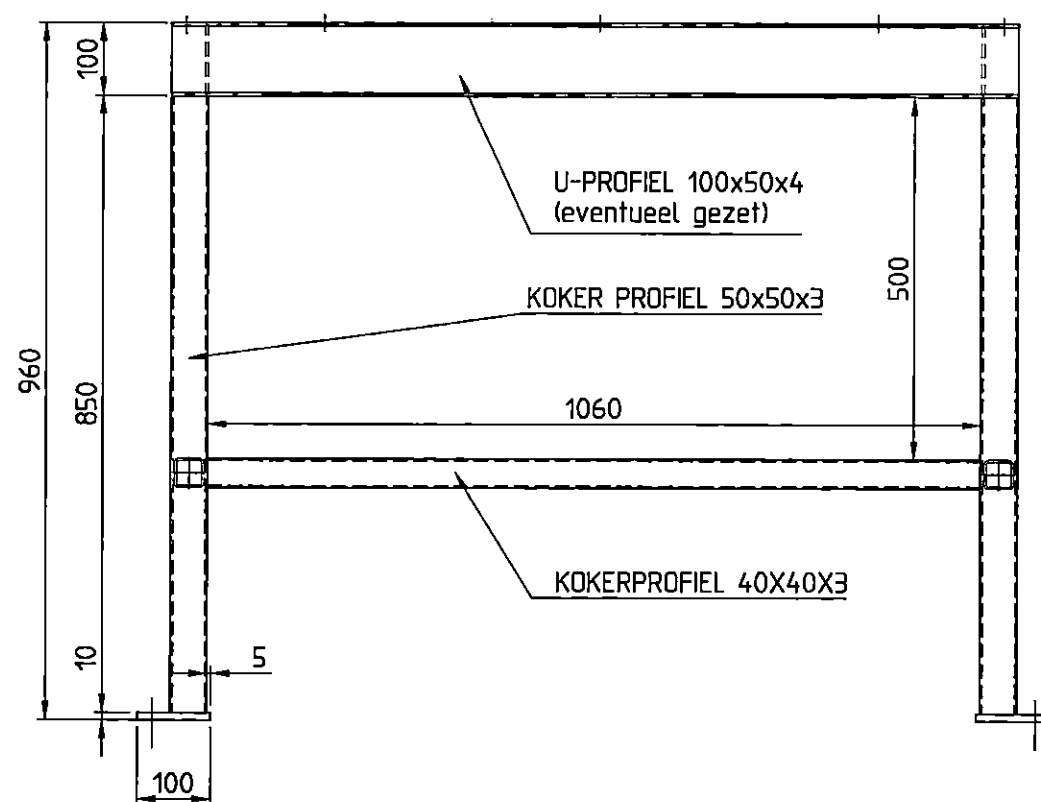 100
U-PROFIEL 100x50x4
(eventueel gezet)
500
KOKER PROFIEL 50x50x3
960
850
1060
KOKERPROFIEL 40X40X3
10
5
100